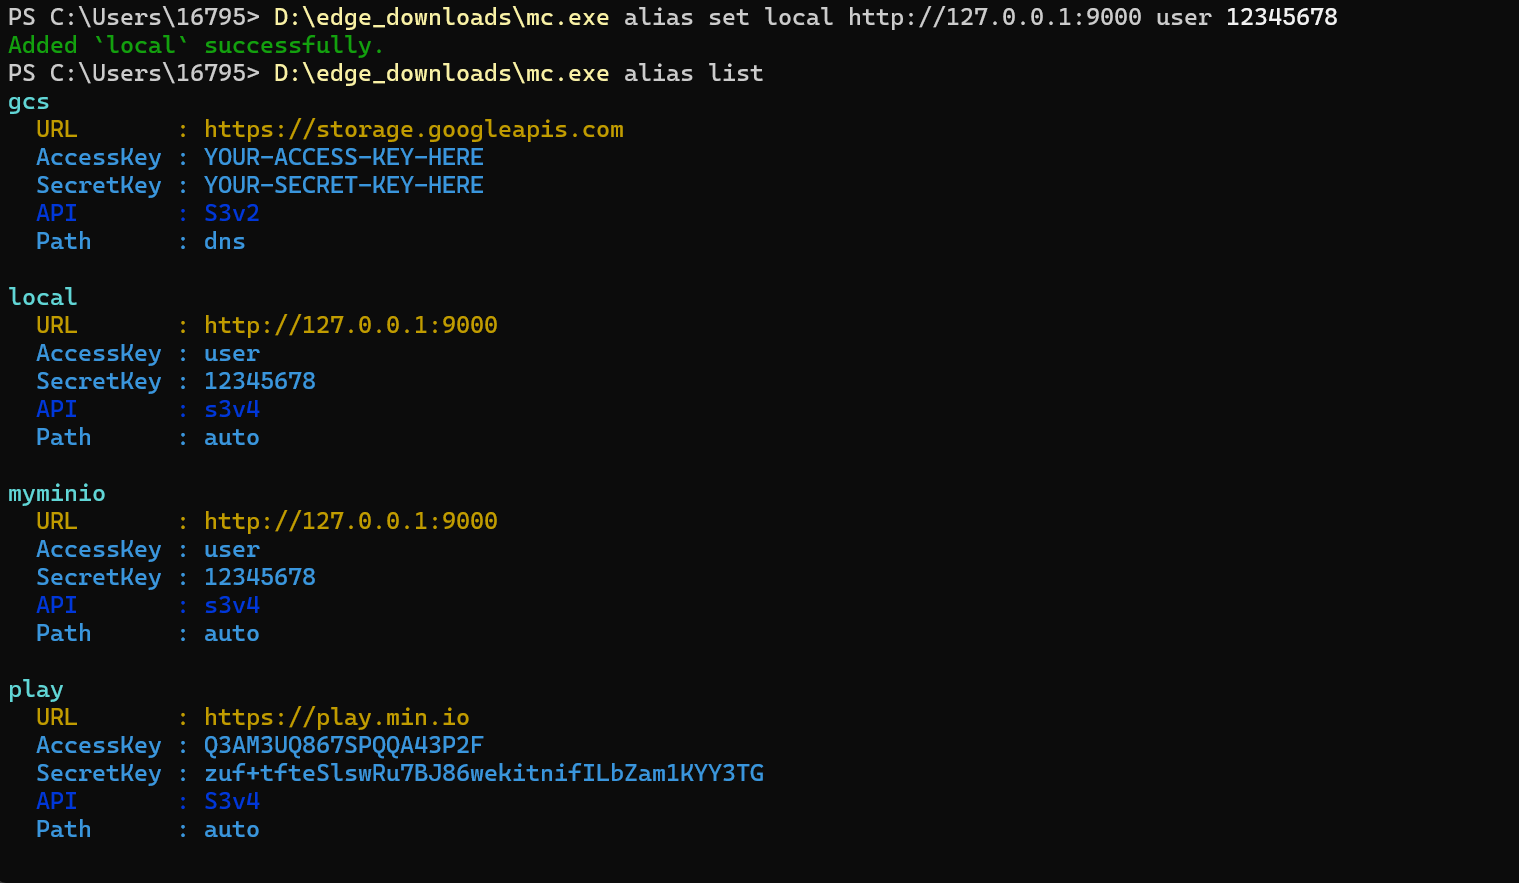 PS C:\Users\16795> D:\edge_downloads\mc.exe alias set local http://127.0.0.1:9000 user 12345678
Added `local` successfully.
PS C:\Users\16795> D:\edge_downloads\mc.exe alias list
gcs
  URL       : https://storage.googleapis.com
  AccessKey : YOUR-ACCESS-KEY-HERE
  SecretKey : YOUR-SECRET-KEY-HERE
  API       : S3v2
  Path      : dns

local
  URL       : http://127.0.0.1:9000
  AccessKey : user
  SecretKey : 12345678
  API       : s3v4
  Path      : auto

myminio
  URL       : http://127.0.0.1:9000
  AccessKey : user
  SecretKey : 12345678
  API       : s3v4
  Path      : auto

play
  URL       : https://play.min.io
  AccessKey : Q3AM3UQ867SPQQA43P2F
  SecretKey : zuf+tfteSlswRu7BJ86wekitnifILbZam1KYY3TG
  API       : S3v4
  Path      : auto